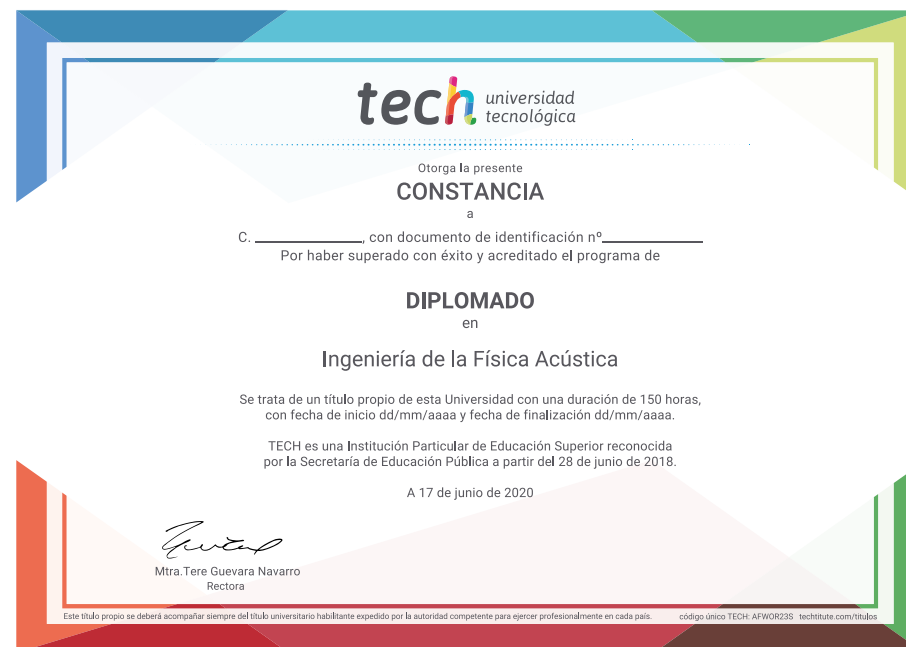 tech universidad
tecnológica
Otorga la presente
CONSTANCIA
a
C. ____________, con documento de identificación nº____________
Por haber superado con éxito y acreditado el programa de
DIPLOMADO
en
Ingeniería de la Física Acústica
Se trata de un título propio de esta Universidad con una duración de 150 horas,
con fecha de inicio dd/mm/aaaa y fecha de finalización dd/mm/aaaa.
TECH es una Institución Particular de Educación Superior reconocida
por la Secretaría de Educación Pública a partir del 28 de junio de 2018.
A 17 de junio de 2020
Mtra.Tere Guevara Navarro
Rectora
Este título propio se deberá acompañar siempre del título universitario habilitante expedido por la autoridad competente para ejercer profesionalmente en cada país. código único TECH: AFWOR23S techtitute.com/titulos